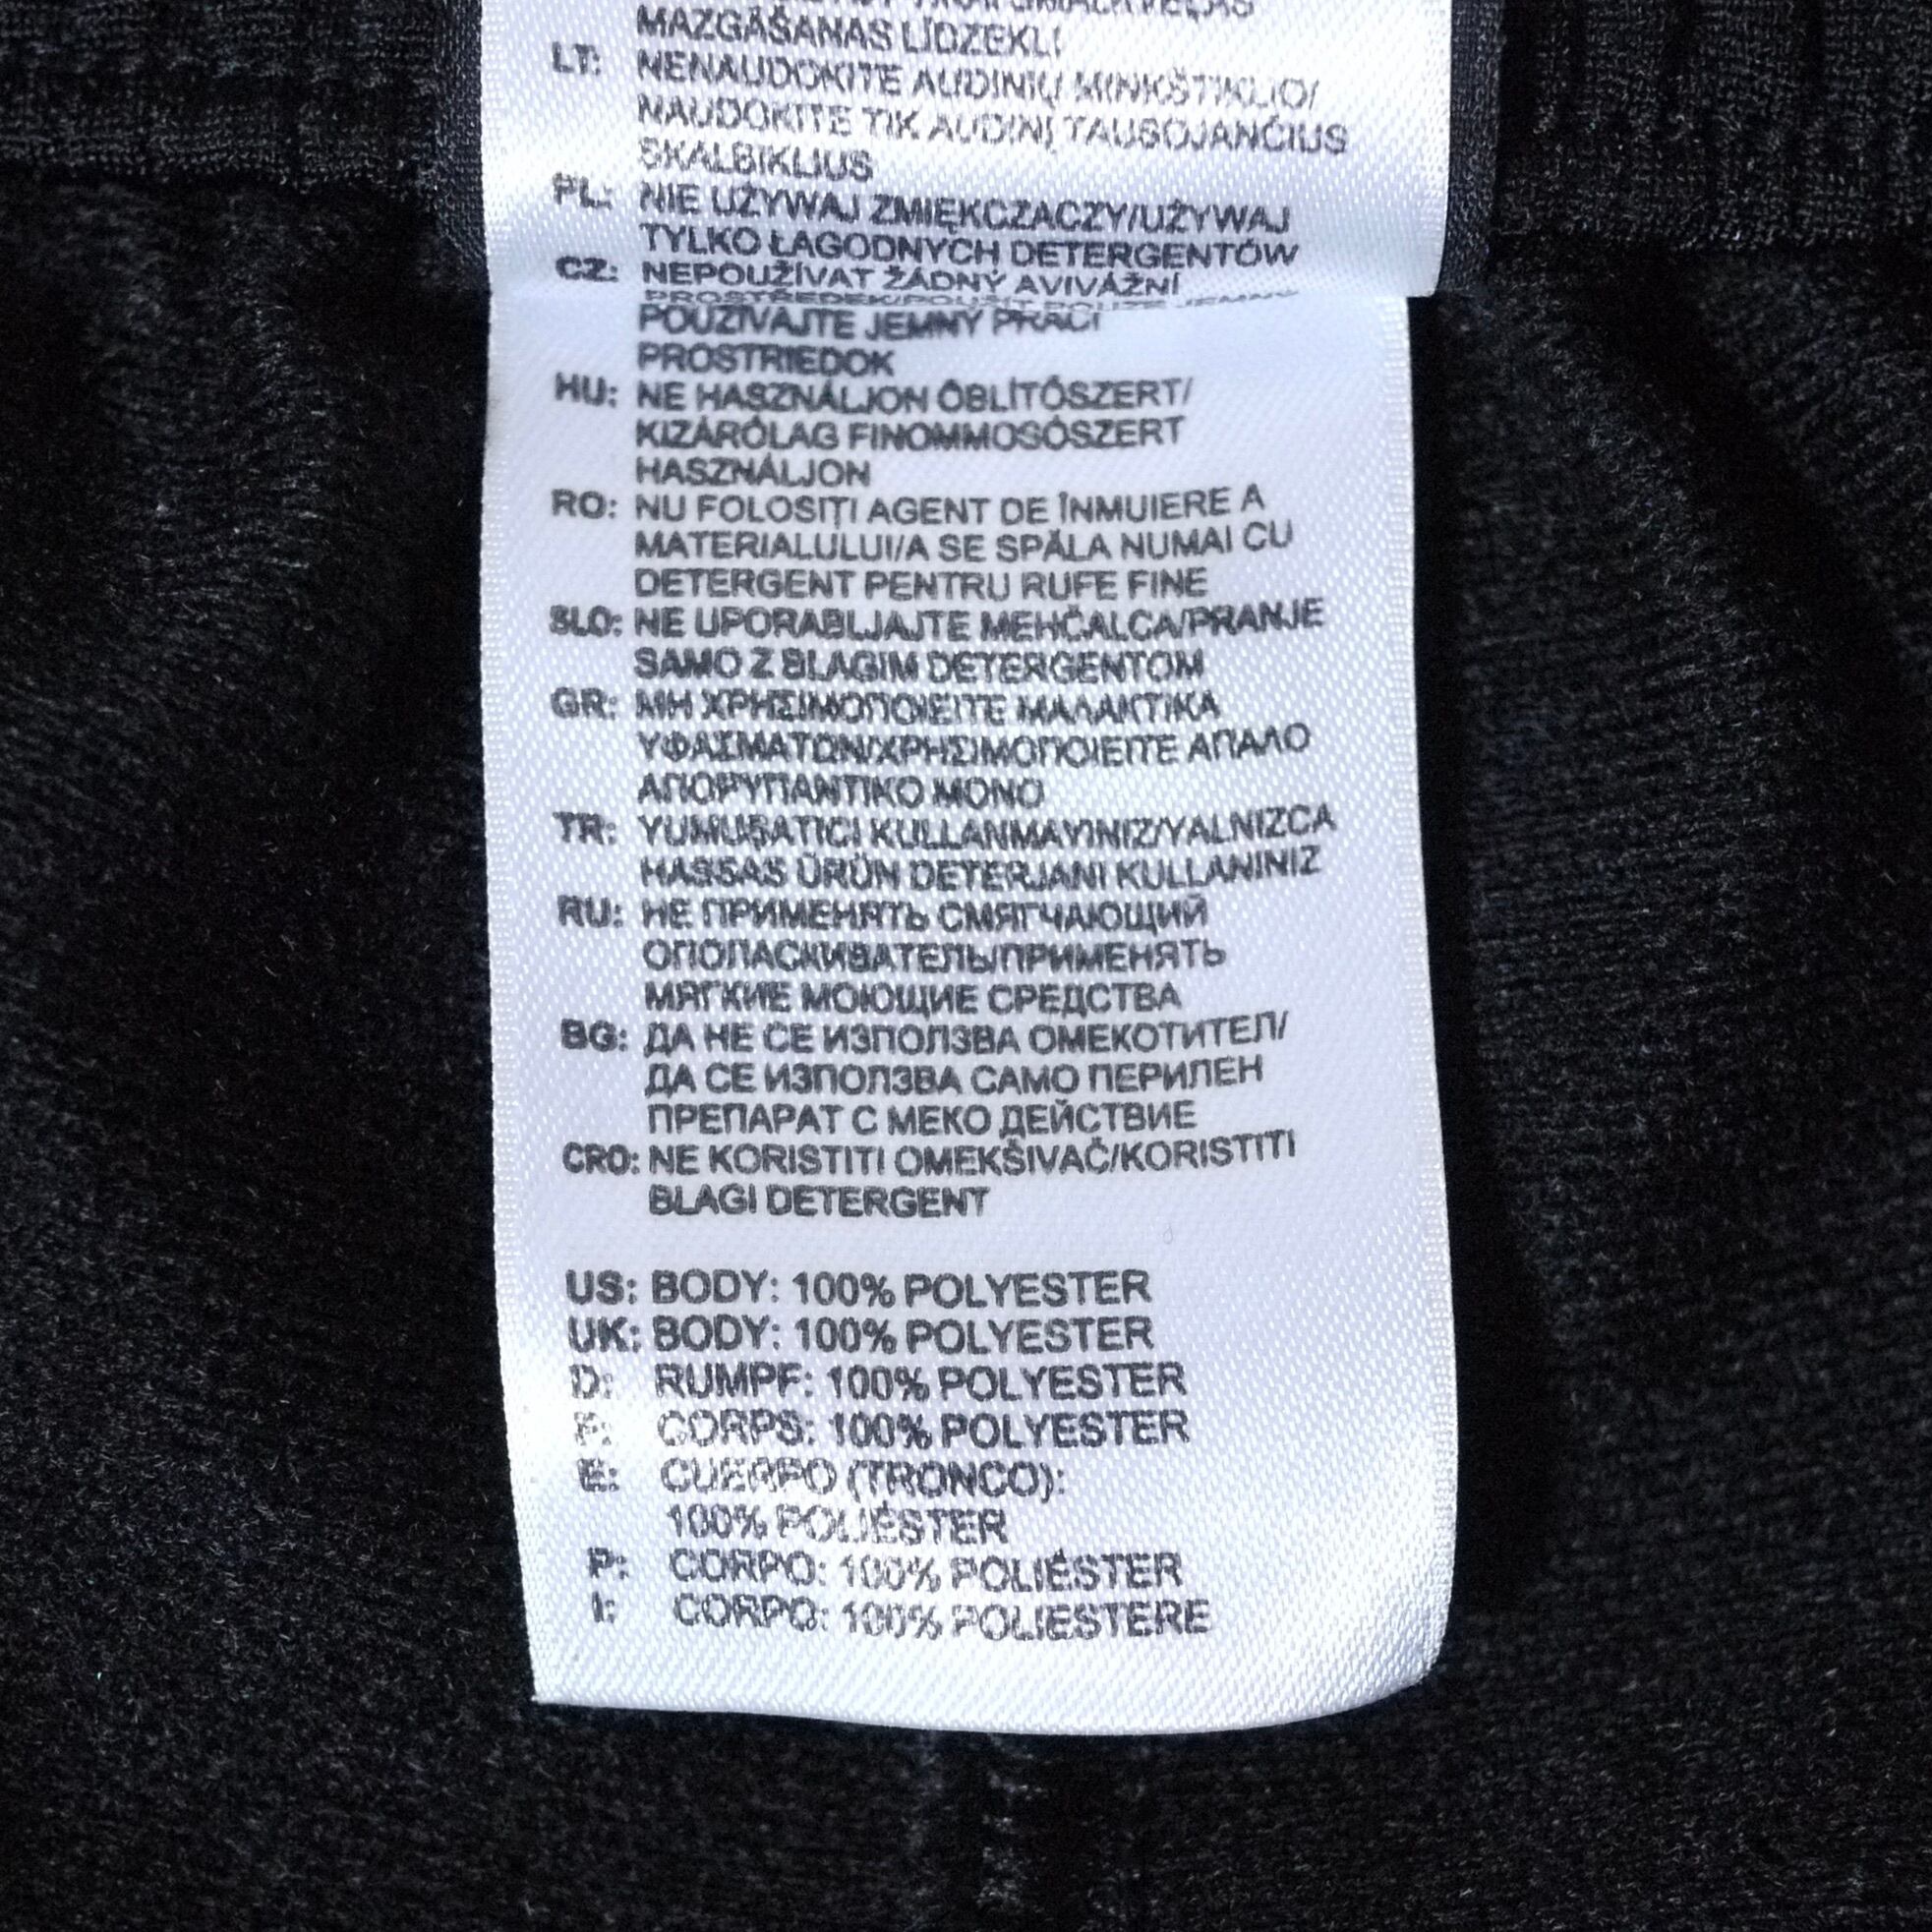 MAZGĀŠANAS LĪDZEKLI
LT: NENAUDOKITE AUDINIŲ MINKŠTIKLIO/
NAUDOKITE TIK AUDINĮ TAUSOJANČIUS
SKALBIKLIUS
PL: NIE UŻYWAJ ZMIĘKCZACZY/UŻYWAJ
TYLKO ŁAGODNYCH DETERGENTÓW
CZ: NEPOUŽÍVAT ŽÁDNÝ AVIVÁŽNÍ
POUŽÍVAJTE JEMNÝ PRACÍ
PROSTRIEDOK
HU: NE HASZNÁLJON ÖBLÍTŐSZERT/
KIZÁRÓLAG FINOMMOSÓSZERT
HASZNÁLJON
RO: NU FOLOSIȚI AGENT DE ÎNMUIERE A
MATERIALULUI/A SE SPĂLA NUMAI CU
DETERGENT PENTRU RUFE FINE
SLO: NE UPORABLJAJTE MEHČALCA/PRANJE
SAMO Z BLAGIM DETERGENTOM
GR: ΜΗ ΧΡΗΣΙΜΟΠΟΙΕΙΤΕ ΜΑΛΑΚΤΙΚΑ
ΥΦΑΣΜΑΤΩΝ/ΧΡΗΣΙΜΟΠΟΙΕΙΤΕ ΑΠΑΛΟ
ΑΠΟΡΥΠΑΝΤΙΚΟ ΜΟΝΟ
TR: YUMUŞATICI KULLANMAYINIZ/YALNIZCA
HASSAS ÜRÜN DETERJANI KULLANINIZ
RU: НЕ ПРИМЕНЯТЬ СМЯГЧАЮЩИЙ
ОПОЛАСКИВАТЕЛЬ/ПРИМЕНЯТЬ
МЯГКИЕ МОЮЩИЕ СРЕДСТВА
BG: ДА НЕ СЕ ИЗПОЛЗВА ОМЕКОТИТЕЛ/
ДА СЕ ИЗПОЛЗВА САМО ПЕРИЛЕН
ПРЕПАРАТ С МЕКО ДЕЙСТВИЕ
CRO: NE KORISTITI OMEKŠIVAČ/KORISTITI
BLAGI DETERGENT
US: BODY: 100% POLYESTER
UK: BODY: 100% POLYESTER
D: RUMPF: 100% POLYESTER
F: CORPS: 100% POLYESTER
E: CUERPO (TRONCO):
100% POLIÉSTER
P: CORPO: 100% POLIÉSTER
I: CORPO: 100% POLIESTERE